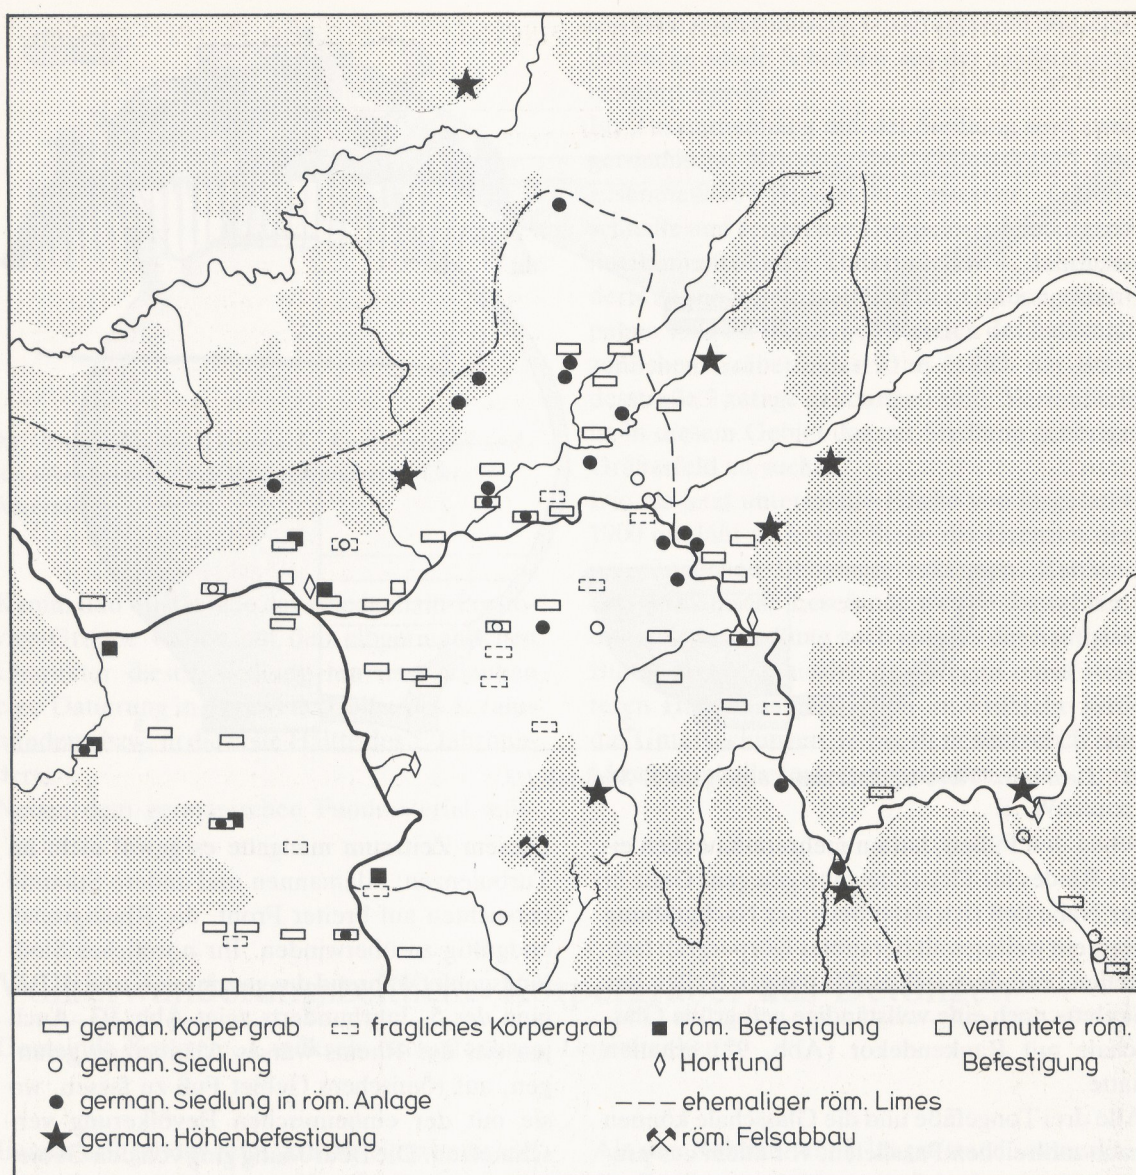 german. Körpergrab
fragliches Körpergrab
röm. Befestigung
vermutete röm.
Befestigung
german. Siedlung
Hortfund
german. Siedlung in röm. Anlage
ehemaliger röm. Limes
german. Höhenbefestigung
röm. Felsabbau